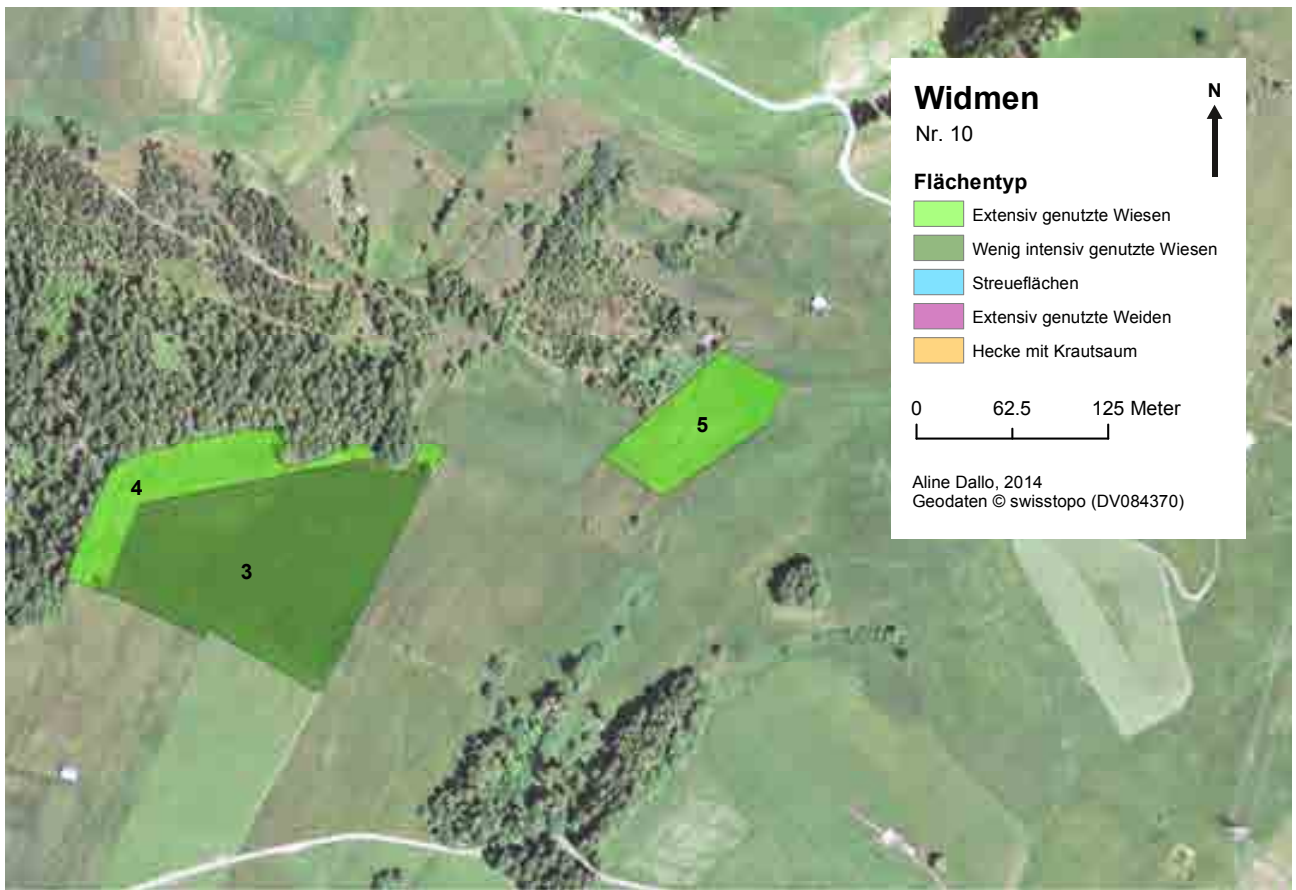 Widmen
N
Nr. 10
Flächentyp
Extensiv genutzte Wiesen
Wenig intensiv genutzte Wiesen
Streueflächen
Extensiv genutzte Weiden
Hecke mit Krautsaum
0 62.5 125 Meter
Aline Dallo, 2014
Geodaten © swisstopo (DV084370)
5
4
3